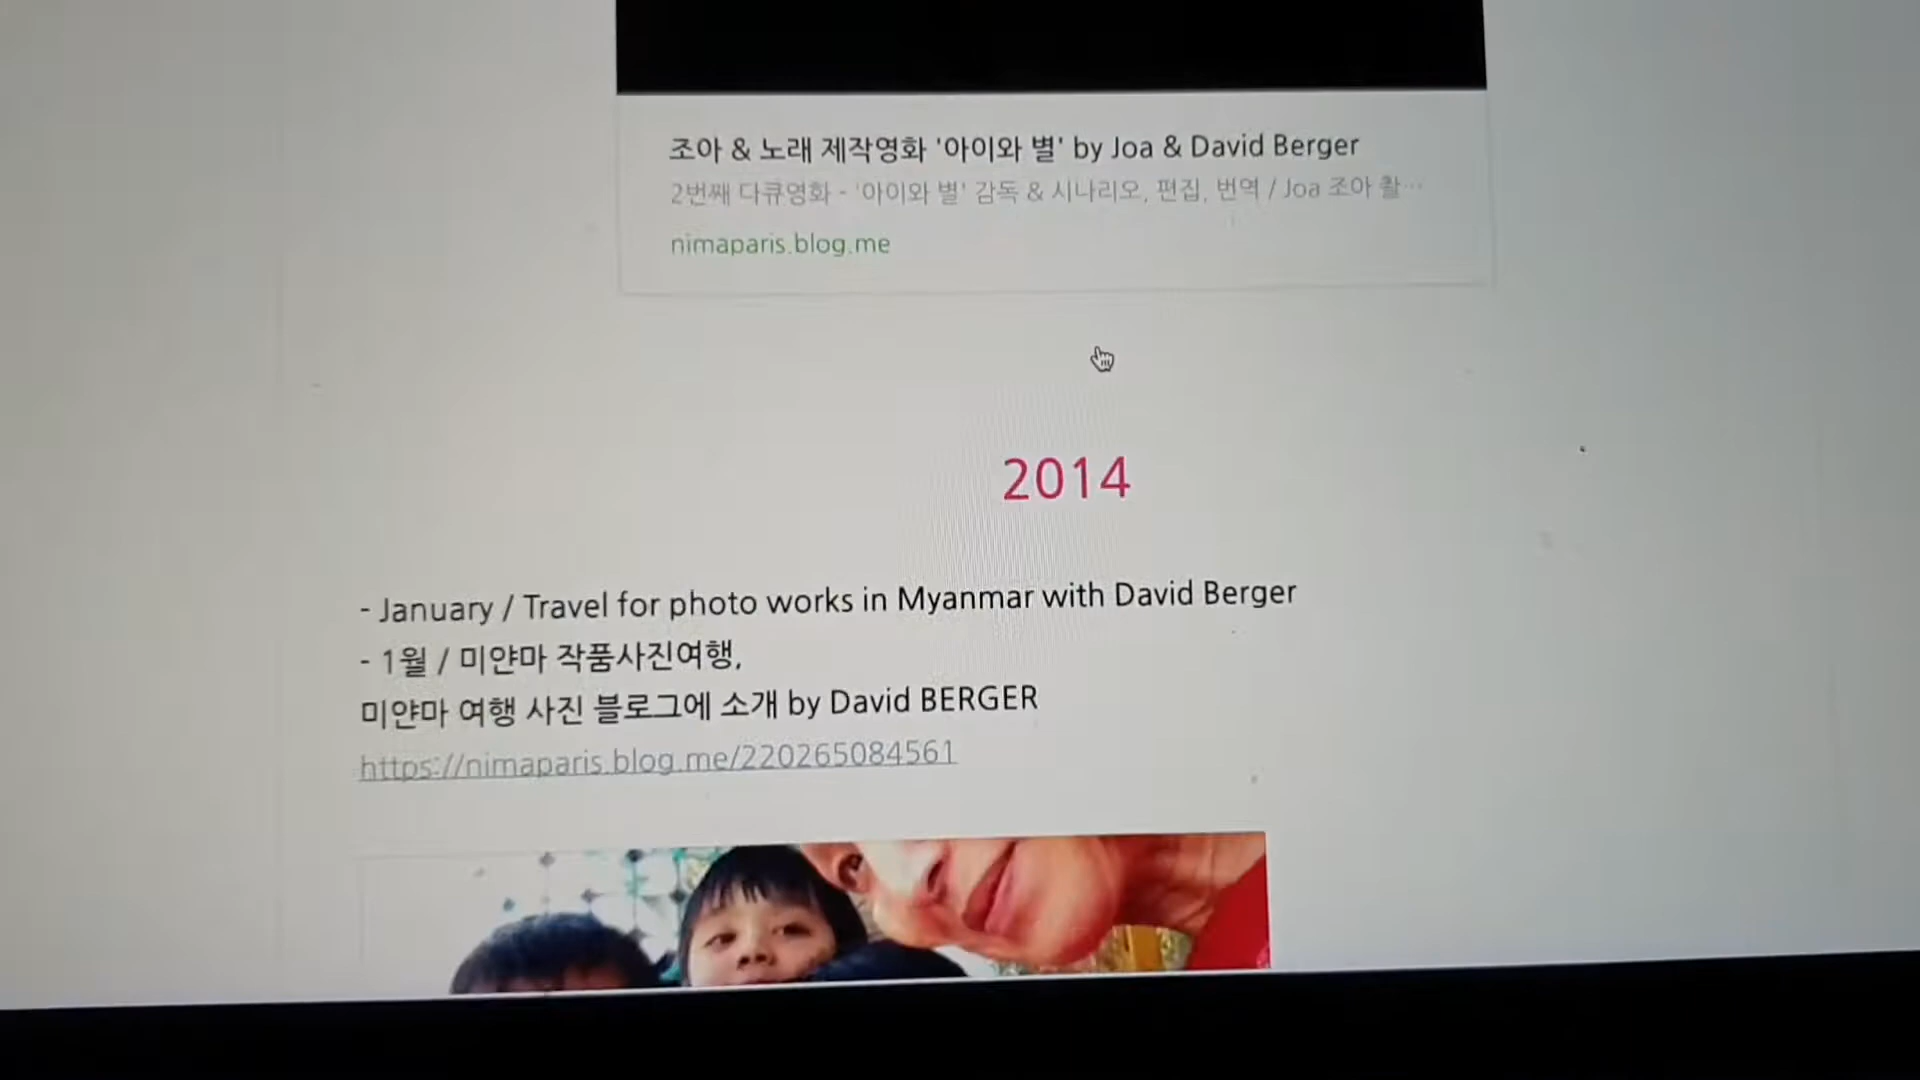 조아 & 노래 제작영화 '아이와 별' by Joa & David Berger
2번째 다큐영화 - '아이와 별' 감독 & 시나리오, 편집, 번역 / Joa 조아 촬…
nimaparis.blog.me
2014
- January / Travel for photo works in Myanmar with David Berger
- 1월 / 미얀마 작품사진여행,
미얀마 여행 사진 블로그에 소개 by David BERGER
https://nimaparis.blog.me/220265084561